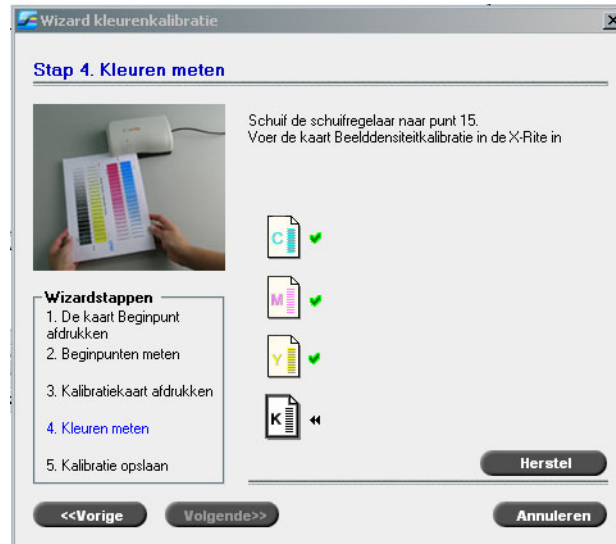 Wizard kleurenkalibratie
Stap 4. Kleuren meten
Schuif de schuifregelaar naar punt 15.
Voer de kaart Beelddensiteitkalibratie in de X-Rite in
C
M
Y
K
Wizardstappen
1. De kaart Beginpunt
afdrukken
2. Beginpunten meten
3. Kalibratiekaart afdrukken
4. Kleuren meten
5. Kalibratie opslaan
Herstel
<<Vorige
Volgende>>
Annuleren